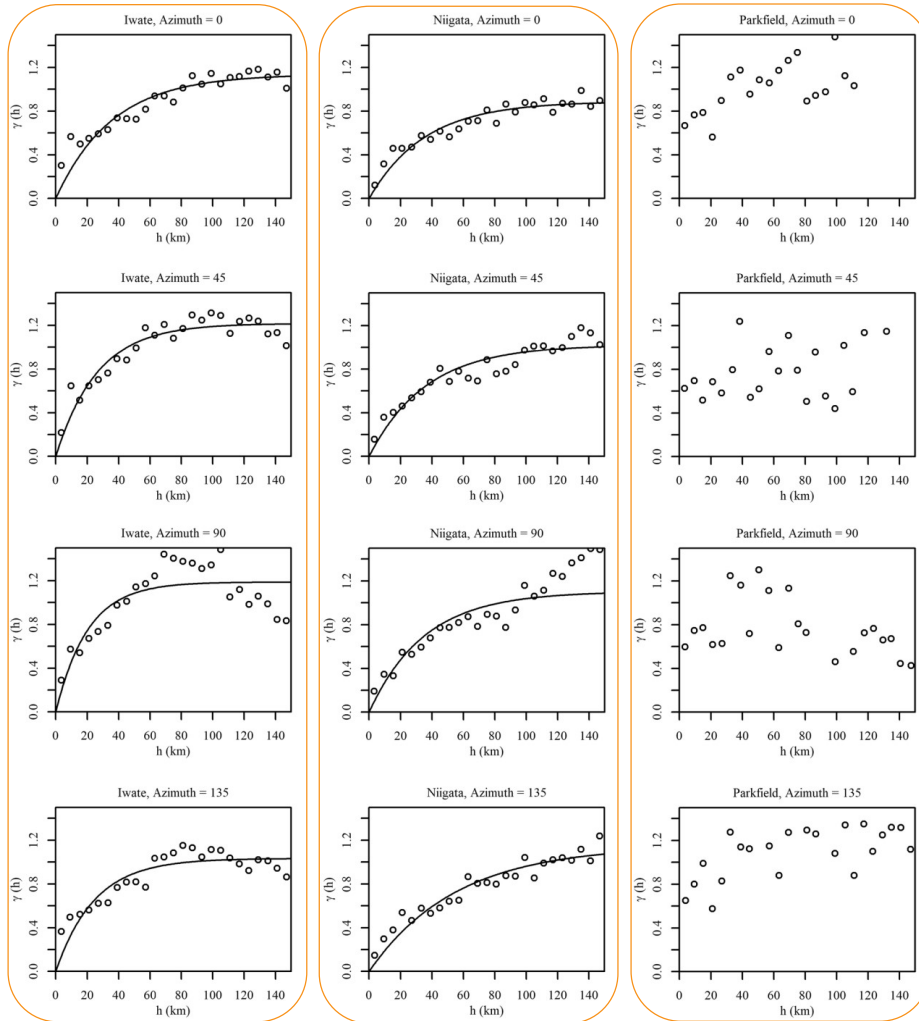 Iwate, Azimuth = 0
γ (h)
0.0 0.4 0.8 1.2
0 20 40 60 80 100 120 140
h (km)
Niigata, Azimuth = 0
γ (h)
0.0 0.4 0.8 1.2
0 20 40 60 80 100 120 140
h (km)
Parkfield, Azimuth = 0
γ (h)
0.0 0.4 0.8 1.2
0 20 40 60 80 100 120 140
h (km)
Iwate, Azimuth = 45
γ (h)
0.0 0.4 0.8 1.2
0 20 40 60 80 100 120 140
h (km)
Niigata, Azimuth = 45
γ (h)
0.0 0.4 0.8 1.2
0 20 40 60 80 100 120 140
h (km)
Parkfield, Azimuth = 45
γ (h)
0.0 0.4 0.8 1.2
0 20 40 60 80 100 120 140
h (km)
Iwate, Azimuth = 90
γ (h)
0.0 0.4 0.8 1.2
0 20 40 60 80 100 120 140
h (km)
Niigata, Azimuth = 90
γ (h)
0.0 0.4 0.8 1.2
0 20 40 60 80 100 120 140
h (km)
Parkfield, Azimuth = 90
γ (h)
0.0 0.4 0.8 1.2
0 20 40 60 80 100 120 140
h (km)
Iwate, Azimuth = 135
γ (h)
0.0 0.4 0.8 1.2
0 20 40 60 80 100 120 140
h (km)
Niigata, Azimuth = 135
γ (h)
0.0 0.4 0.8 1.2
0 20 40 60 80 100 120 140
h (km)
Parkfield, Azimuth = 135
γ (h)
0.0 0.4 0.8 1.2
0 20 40 60 80 100 120 140
h (km)